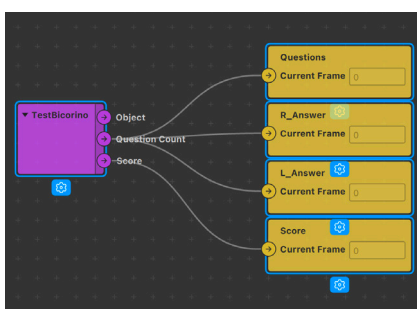 TestBicorino
Object
Question Count
Score
Questions
Current Frame 0
R_Answer
Current Frame 0
L_Answer
Current Frame 0
Score
Current Frame 0